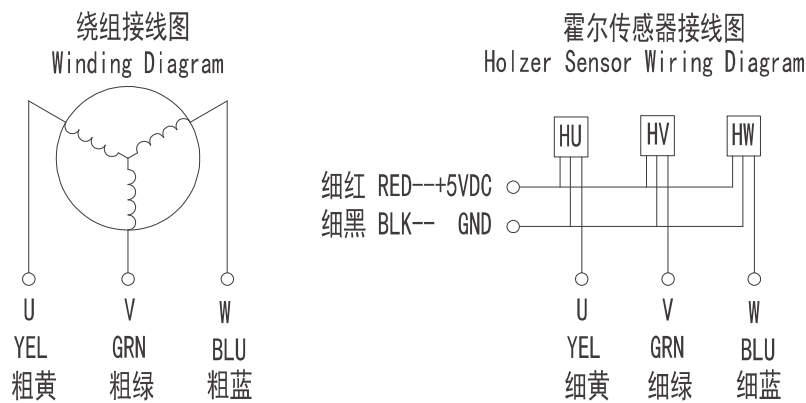 绕组接线图
Winding Diagram
U
V
W
YEL
GRN
BLU
粗黄
粗绿
粗蓝
霍尔传感器接线图
Holzer Sensor Wiring Diagram
HU
HV
HW
细红 RED--+5VDC
细黑 BLK-- GND
U
V
W
YEL
GRN
BLU
细黄
细绿
细蓝